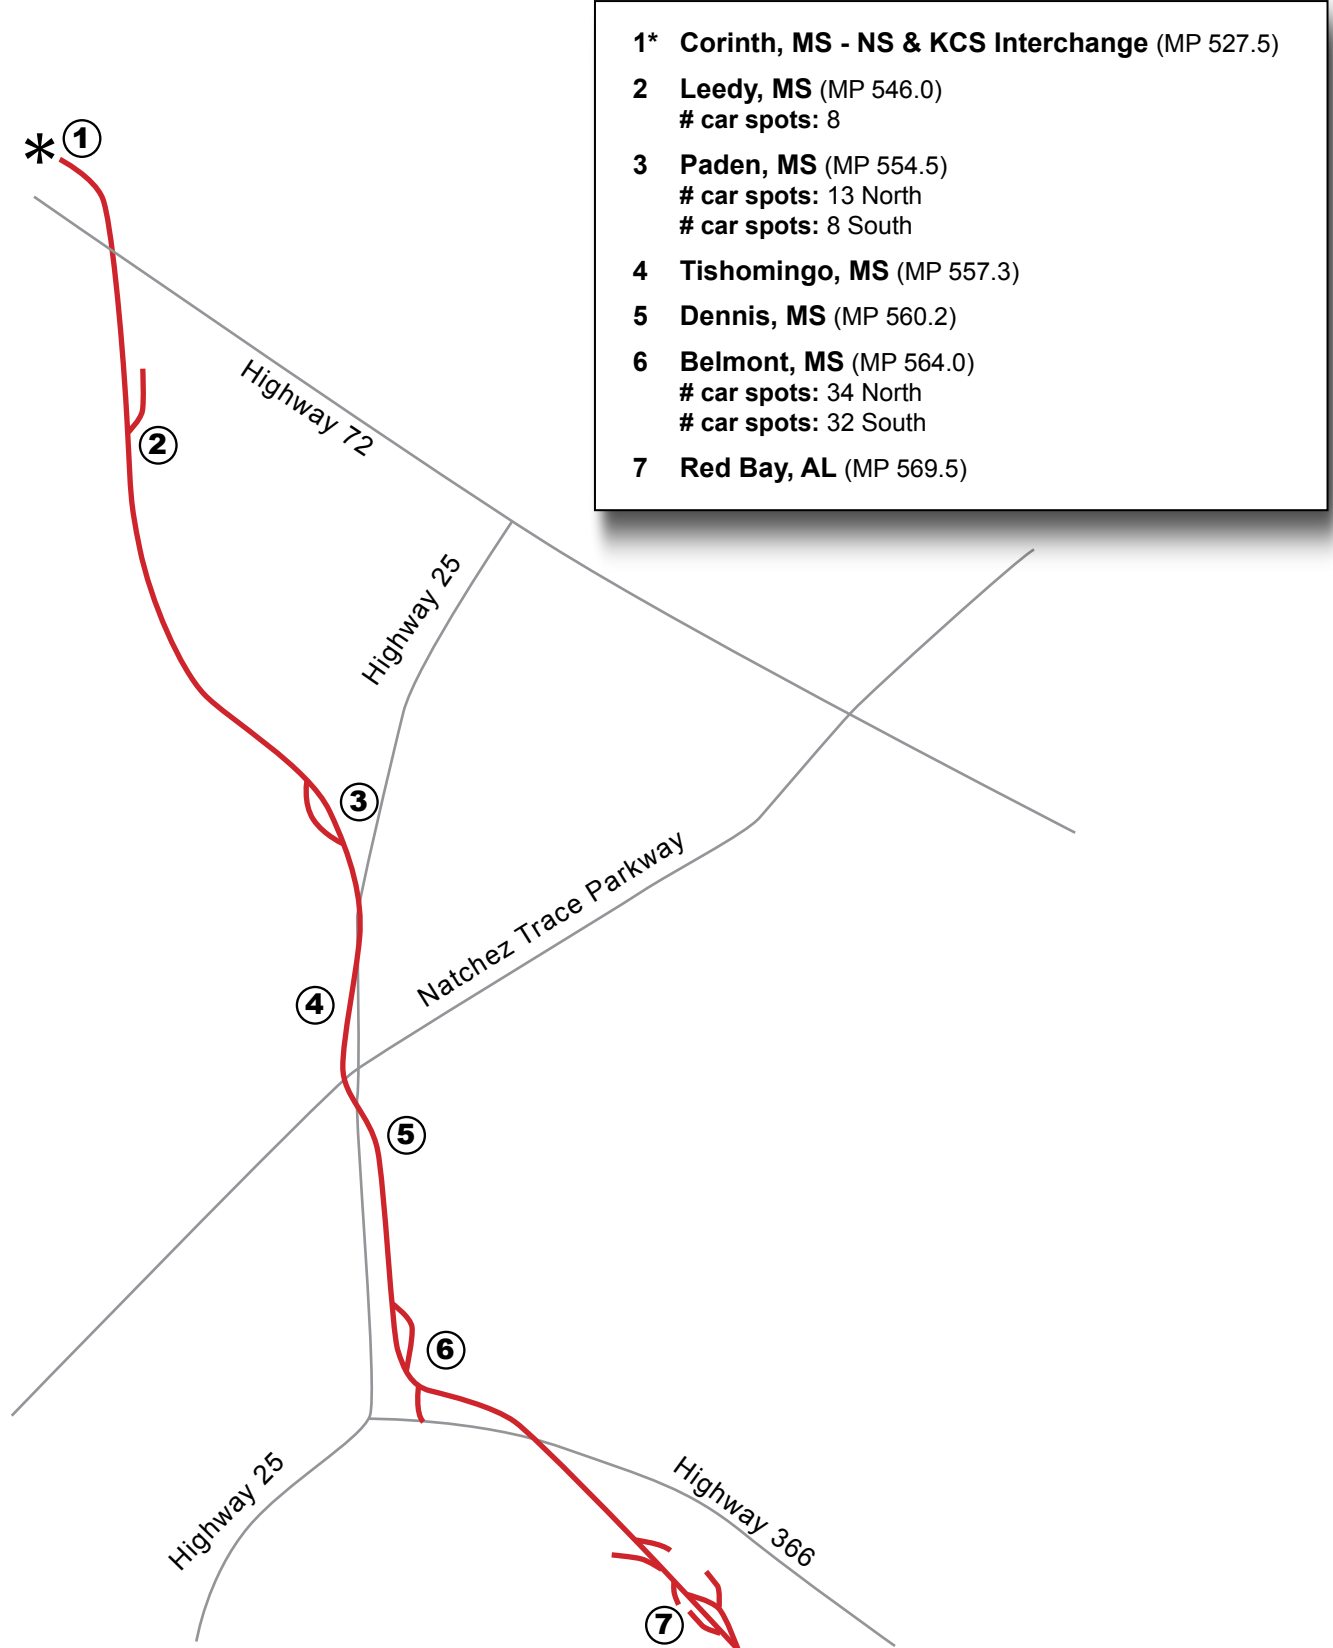 1* Corinth, MS - NS & KCS Interchange (MP 527.5)
2 Leedy, MS (MP 546.0)
# car spots: 8
3 Paden, MS (MP 554.5)
# car spots: 13 North
# car spots: 8 South
4 Tishomingo, MS (MP 557.3)
5 Dennis, MS (MP 560.2)
6 Belmont, MS (MP 564.0)
# car spots: 34 North
# car spots: 32 South
7 Red Bay, AL (MP 569.5)
* 1
Highway 72
2
Highway 25
3
Natchez Trace Parkway
4
5
6
Highway 25
Highway 366
7